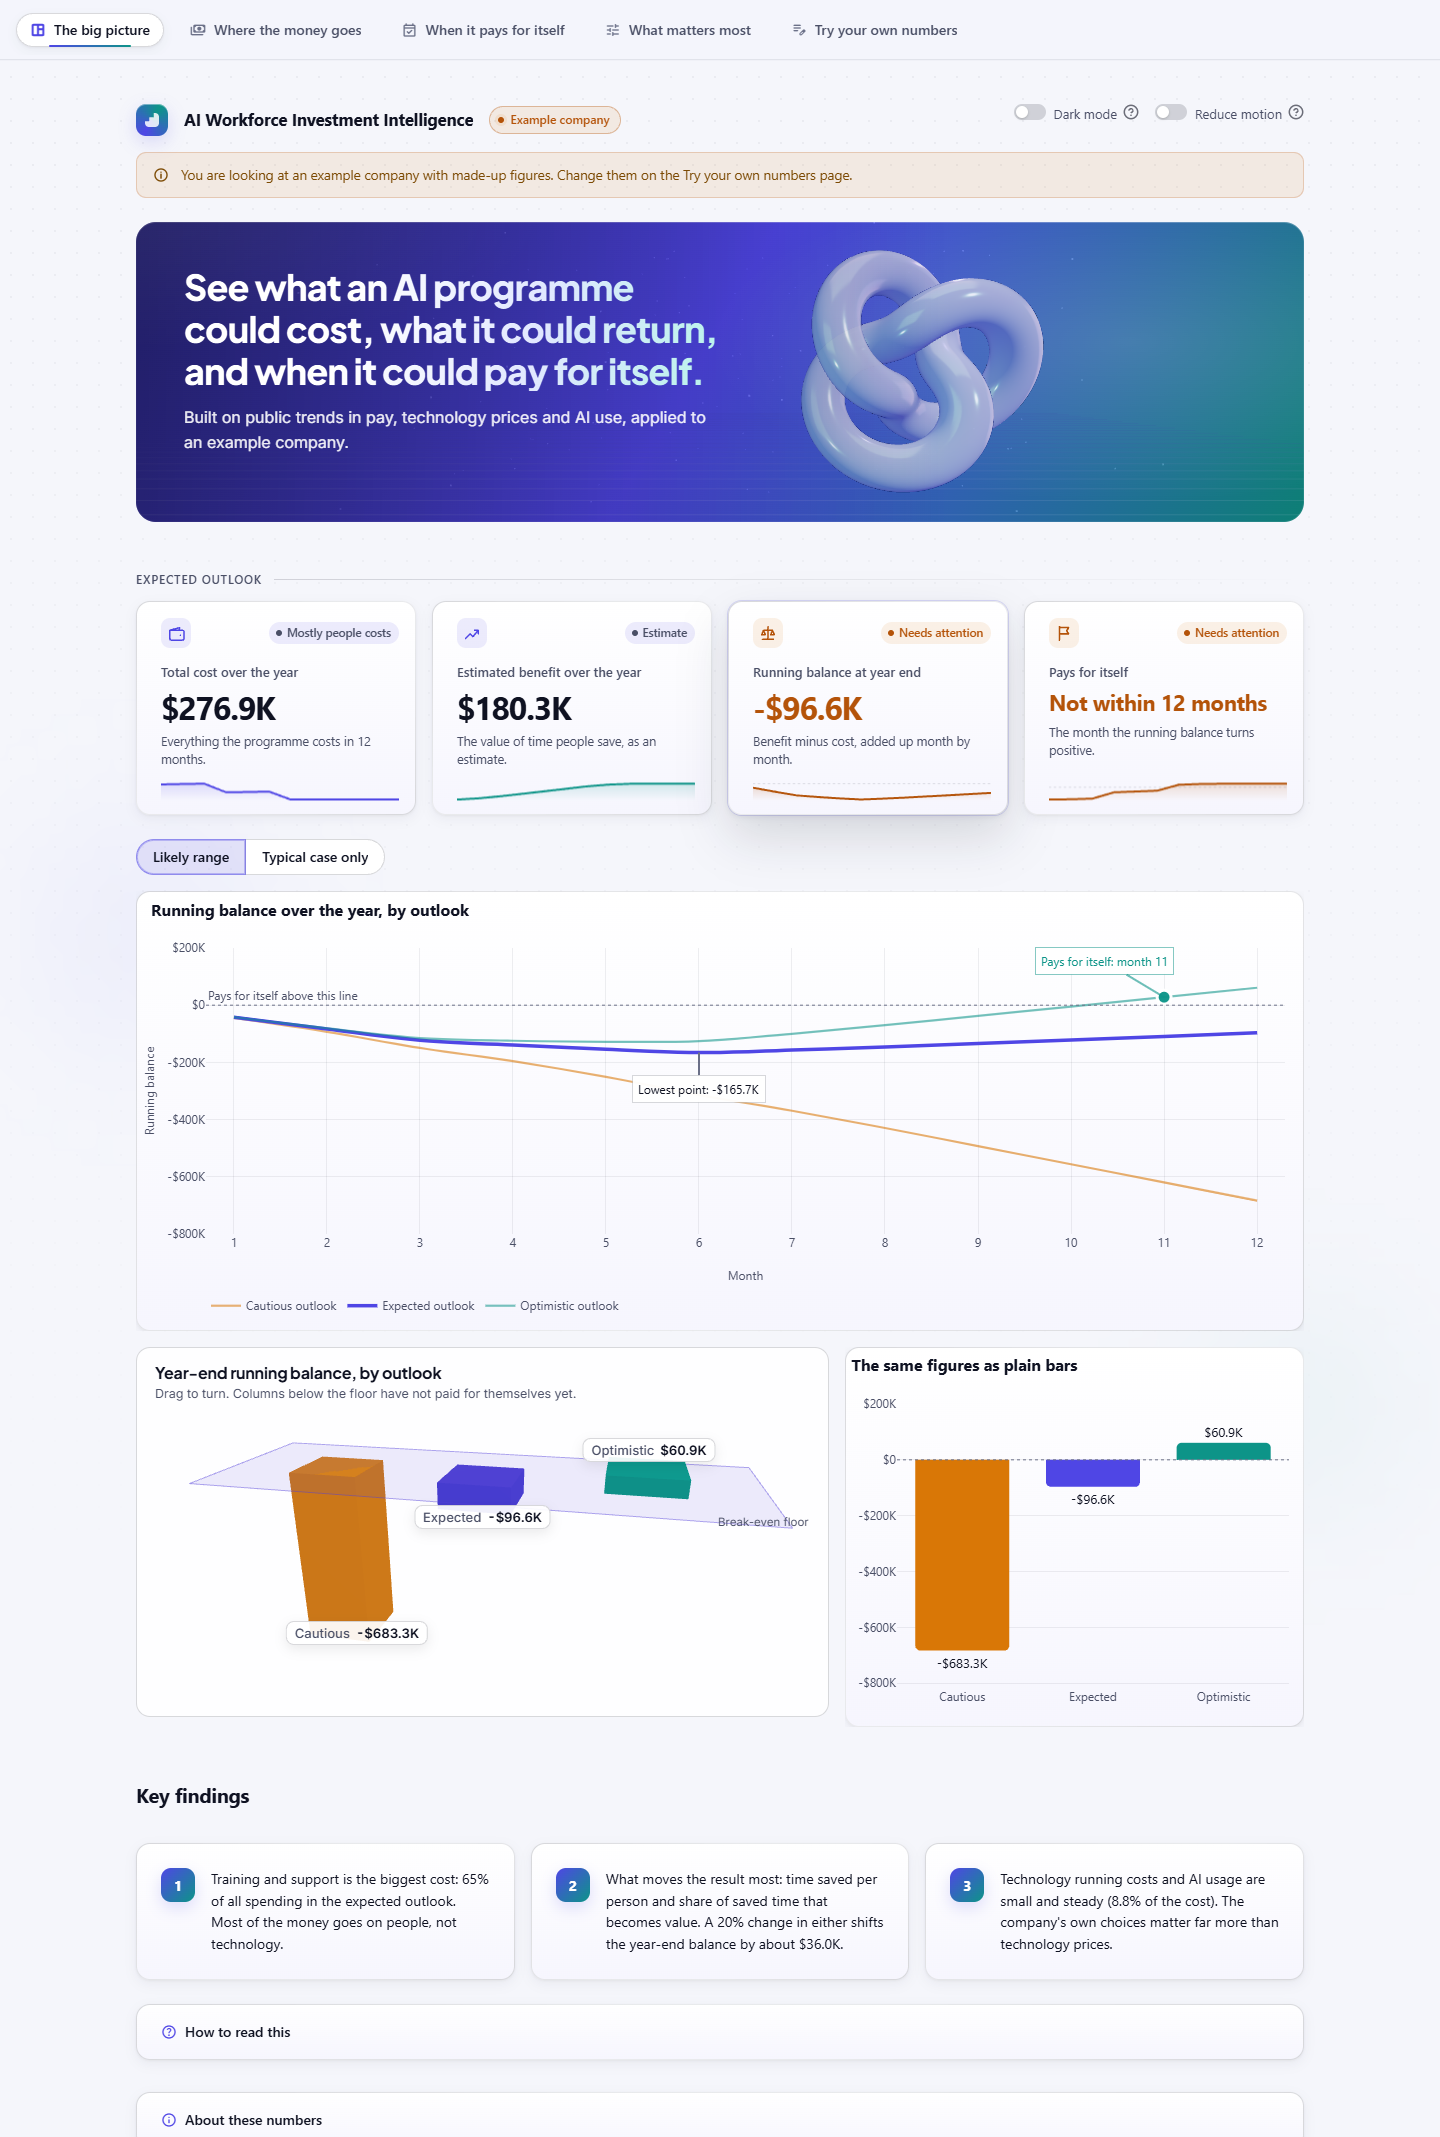 The big picture
Where the money goes
When it pays for itself
What matters most
Try your own numbers
AI Workforce Investment Intelligence
Example company
Dark mode
Reduce motion
You are looking at an example company with made-up figures. Change them on the Try your own numbers page.
See what an AI programme
could cost, what it could return,
and when it could pay for itself.
Built on public trends in pay, technology prices and AI use, applied to
an example company.
EXPECTED OUTLOOK
Mostly people costs
Total cost over the year
$276.9K
Everything the programme costs in 12
months.
Estimate
Estimated benefit over the year
$180.3K
The value of time people save, as an
estimate.
Needs attention
Running balance at year end
-$96.6K
Benefit minus cost, added up month by
month.
Needs attention
Pays for itself
Not within 12 months
The month the running balance turns
positive.
Likely range
Typical case only
Running balance over the year, by outlook
$200K
$0
-$200K
-$400K
-$600K
-$800K
Running balance
Pays for itself above this line
Pays for itself: month 11
Lowest point: -$165.7K
1 2 3 4 5 6 7 8 9 10 11 12
Month
Cautious outlook
Expected outlook
Optimistic outlook
Year-end running balance, by outlook
Drag to turn. Columns below the floor have not paid for themselves yet.
Optimistic $60.9K
Expected -$96.6K
Break-even floor
Cautious -$683.3K
The same figures as plain bars
$200K
$0
-$200K
-$400K
-$600K
-$800K
$60.9K
-$96.6K
-$683.3K
Cautious
Expected
Optimistic
Key findings
1
Training and support is the biggest cost: 65%
of all spending in the expected outlook.
Most of the money goes on people, not
technology.
2
What moves the result most: time saved per
person and share of saved time that
becomes value. A 20% change in either shifts
the year-end balance by about $36.0K.
3
Technology running costs and AI usage are
small and steady (8.8% of the cost). The
company's own choices matter far more than
technology prices.
How to read this
About these numbers